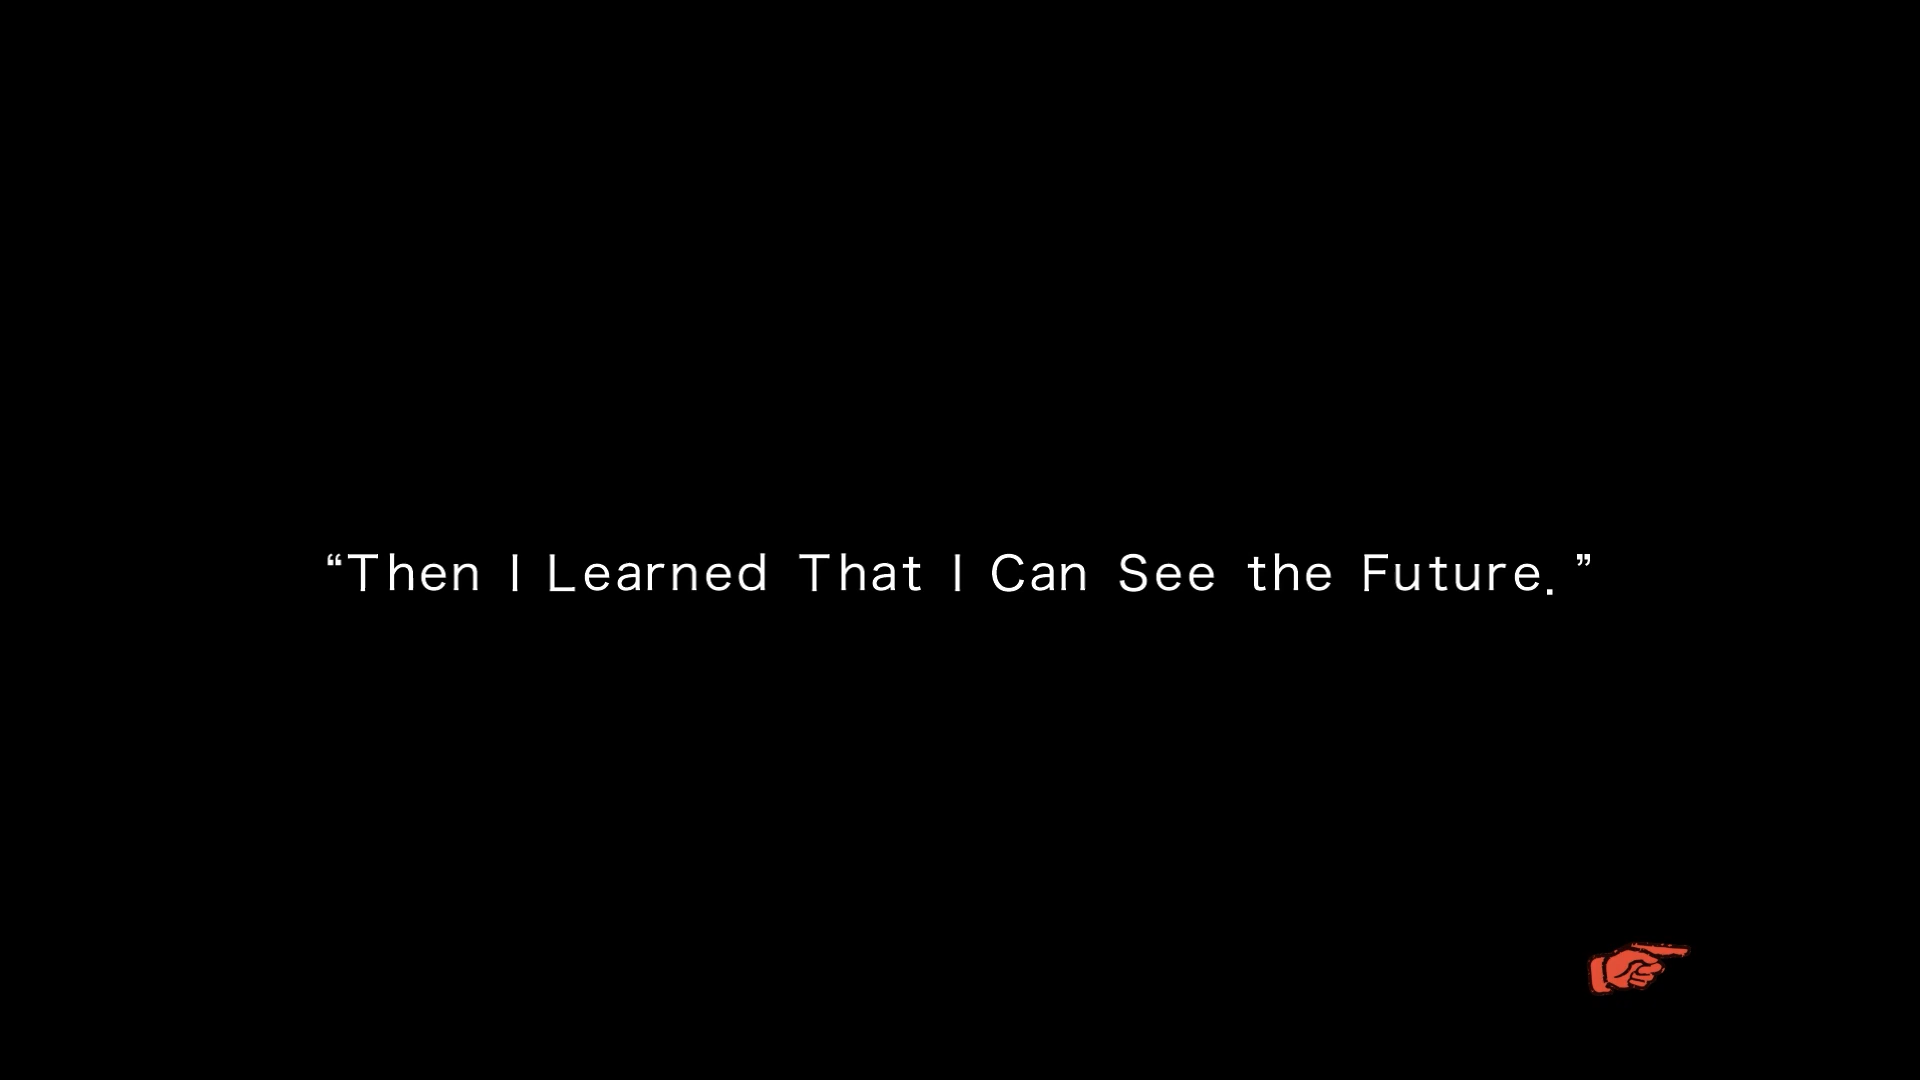 “Then I Learned That I Can See the Future.”